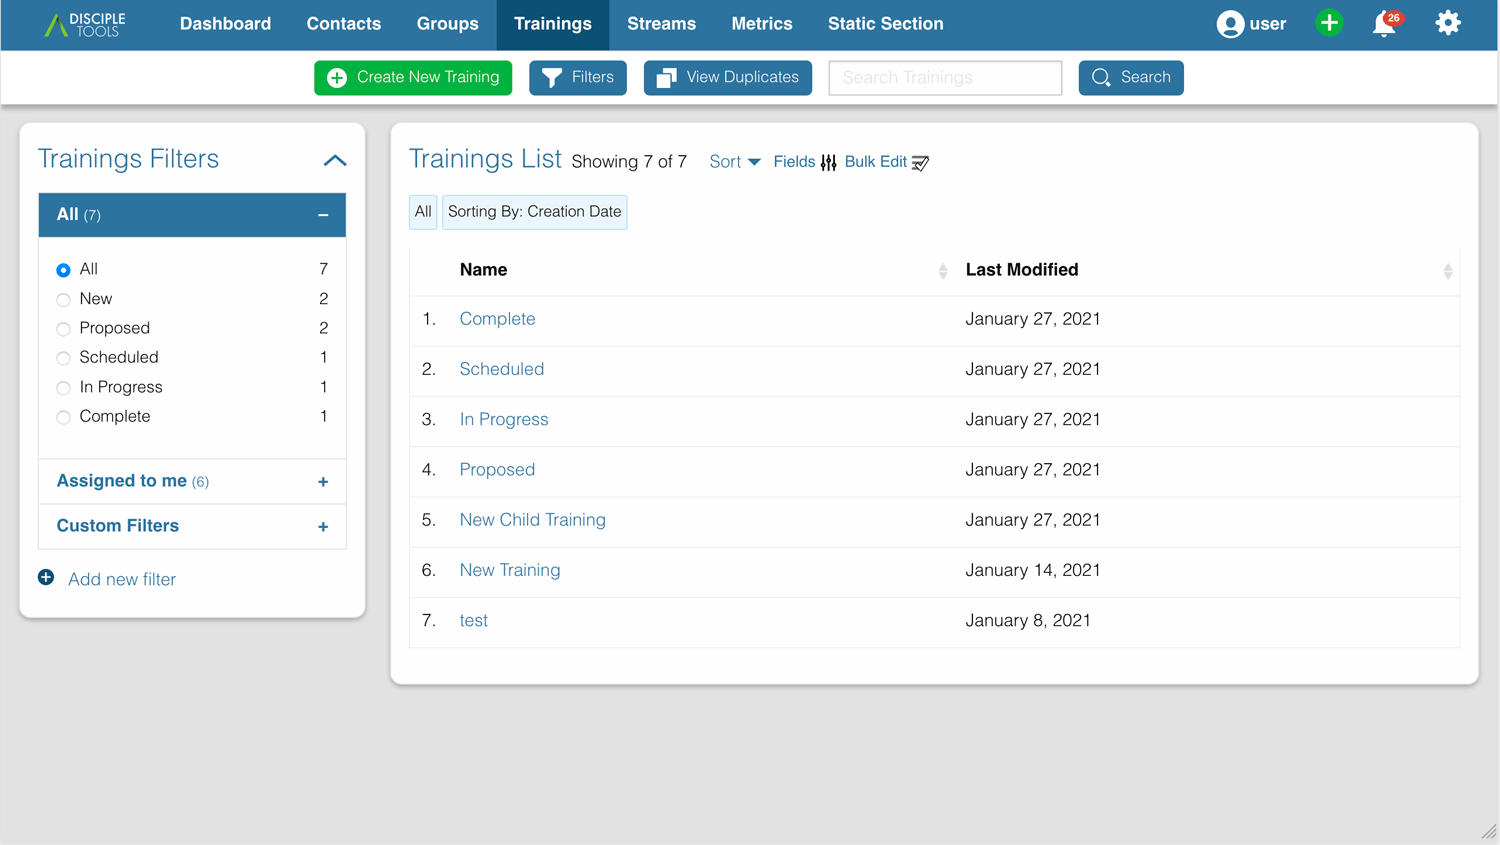 DISCIPLE TOOLS Dashboard Contacts Groups Trainings Streams Metrics Static Section user 26
Create New Training Filters View Duplicates Search Trainings Search
Trainings Filters
All (7) −
All 7
New 2
Proposed 2
Scheduled 1
In Progress 1
Complete 1
Assigned to me (6) +
Custom Filters +
Add new filter
Trainings List Showing 7 of 7 Sort Fields Bulk Edit
All Sorting By: Creation Date
Name Last Modified
1. Complete January 27, 2021
2. Scheduled January 27, 2021
3. In Progress January 27, 2021
4. Proposed January 27, 2021
5. New Child Training January 27, 2021
6. New Training January 14, 2021
7. test January 8, 2021